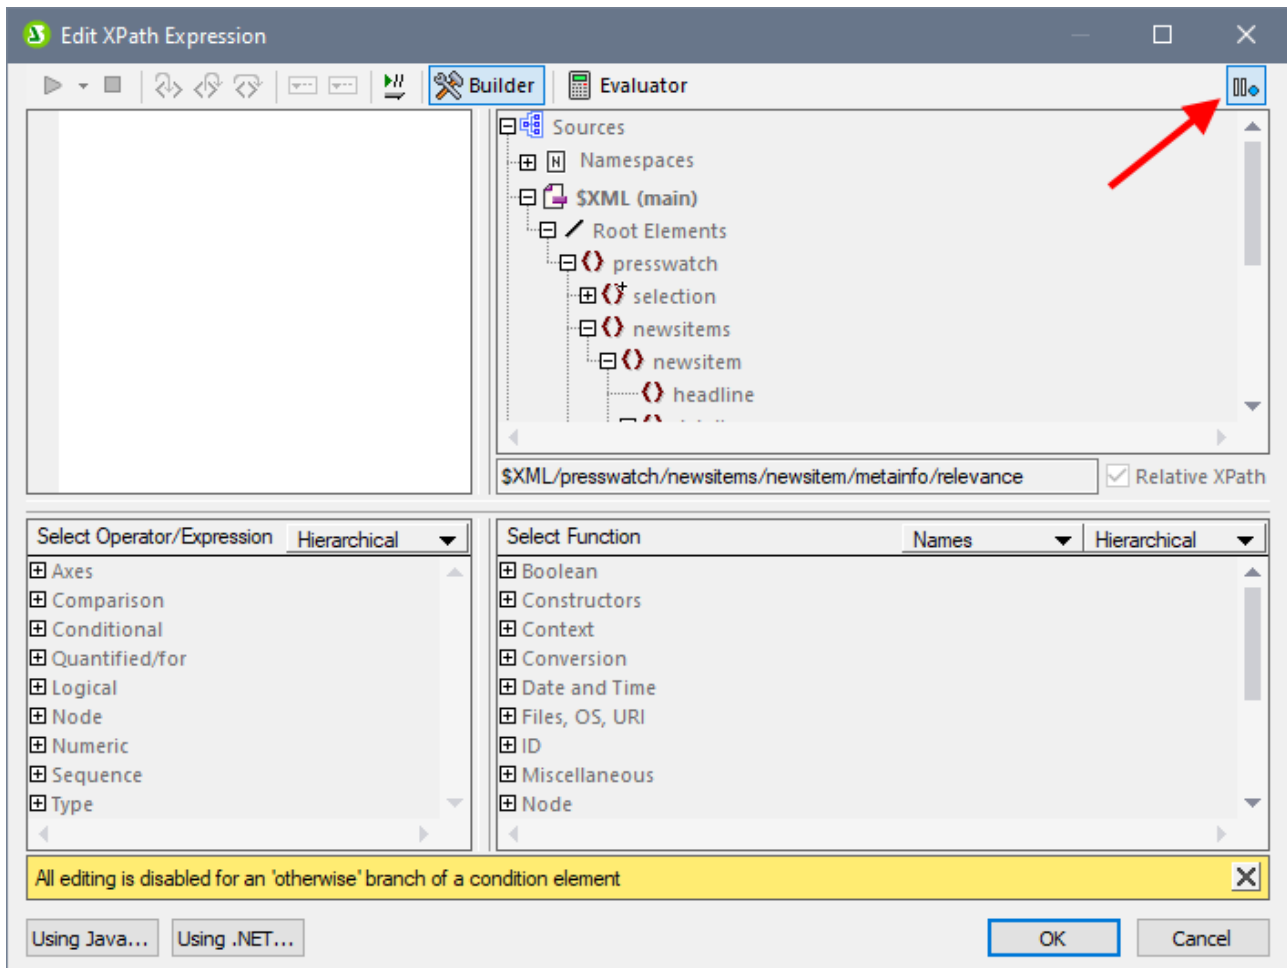 Edit XPath Expression
Builder
Evaluator
Sources
Namespaces
$XML (main)
Root Elements
presswatch
selection
newsitems
newsitem
headline
$XML/presswatch/newsitems/newsitem/metainfo/relevance
Relative XPath
Select Operator/Expression Hierarchical
Axes
Comparison
Conditional
Quantified/for
Logical
Node
Numeric
Sequence
Type
Select Function Names Hierarchical
Boolean
Constructors
Context
Conversion
Date and Time
Files, OS, URI
ID
Miscellaneous
Node
All editing is disabled for an 'otherwise' branch of a condition element
Using Java... Using .NET... OK Cancel